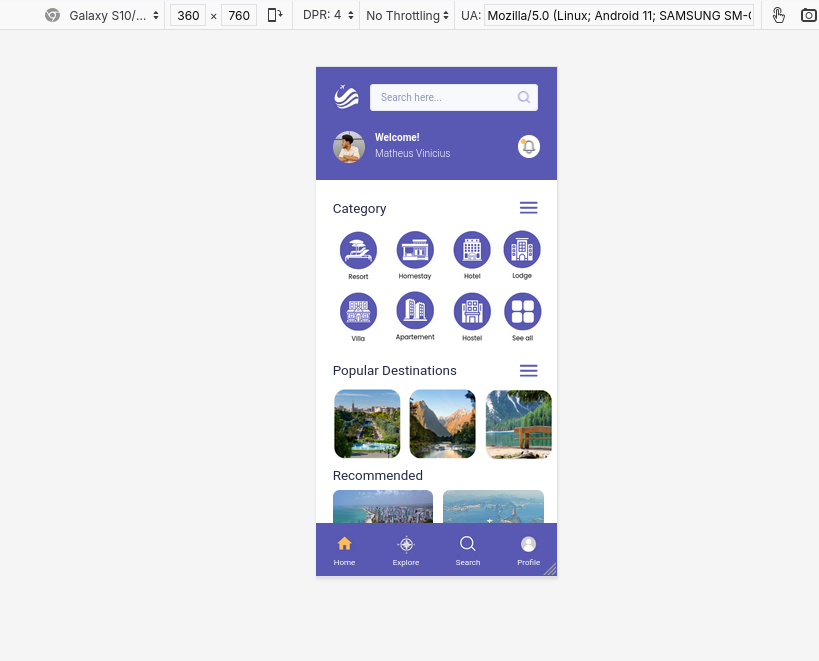 Galaxy S10/...
360 × 760
DPR: 4
No Throttling
UA: Mozilla/5.0 (Linux; Android 11; SAMSUNG SM-
Search here...
Welcome!
Matheus Vinicius
Category
Resort Homestay Hotel Lodge
Villa Apartement Hostel See all
Popular Destinations
Recommended
Home Explore Search Profile